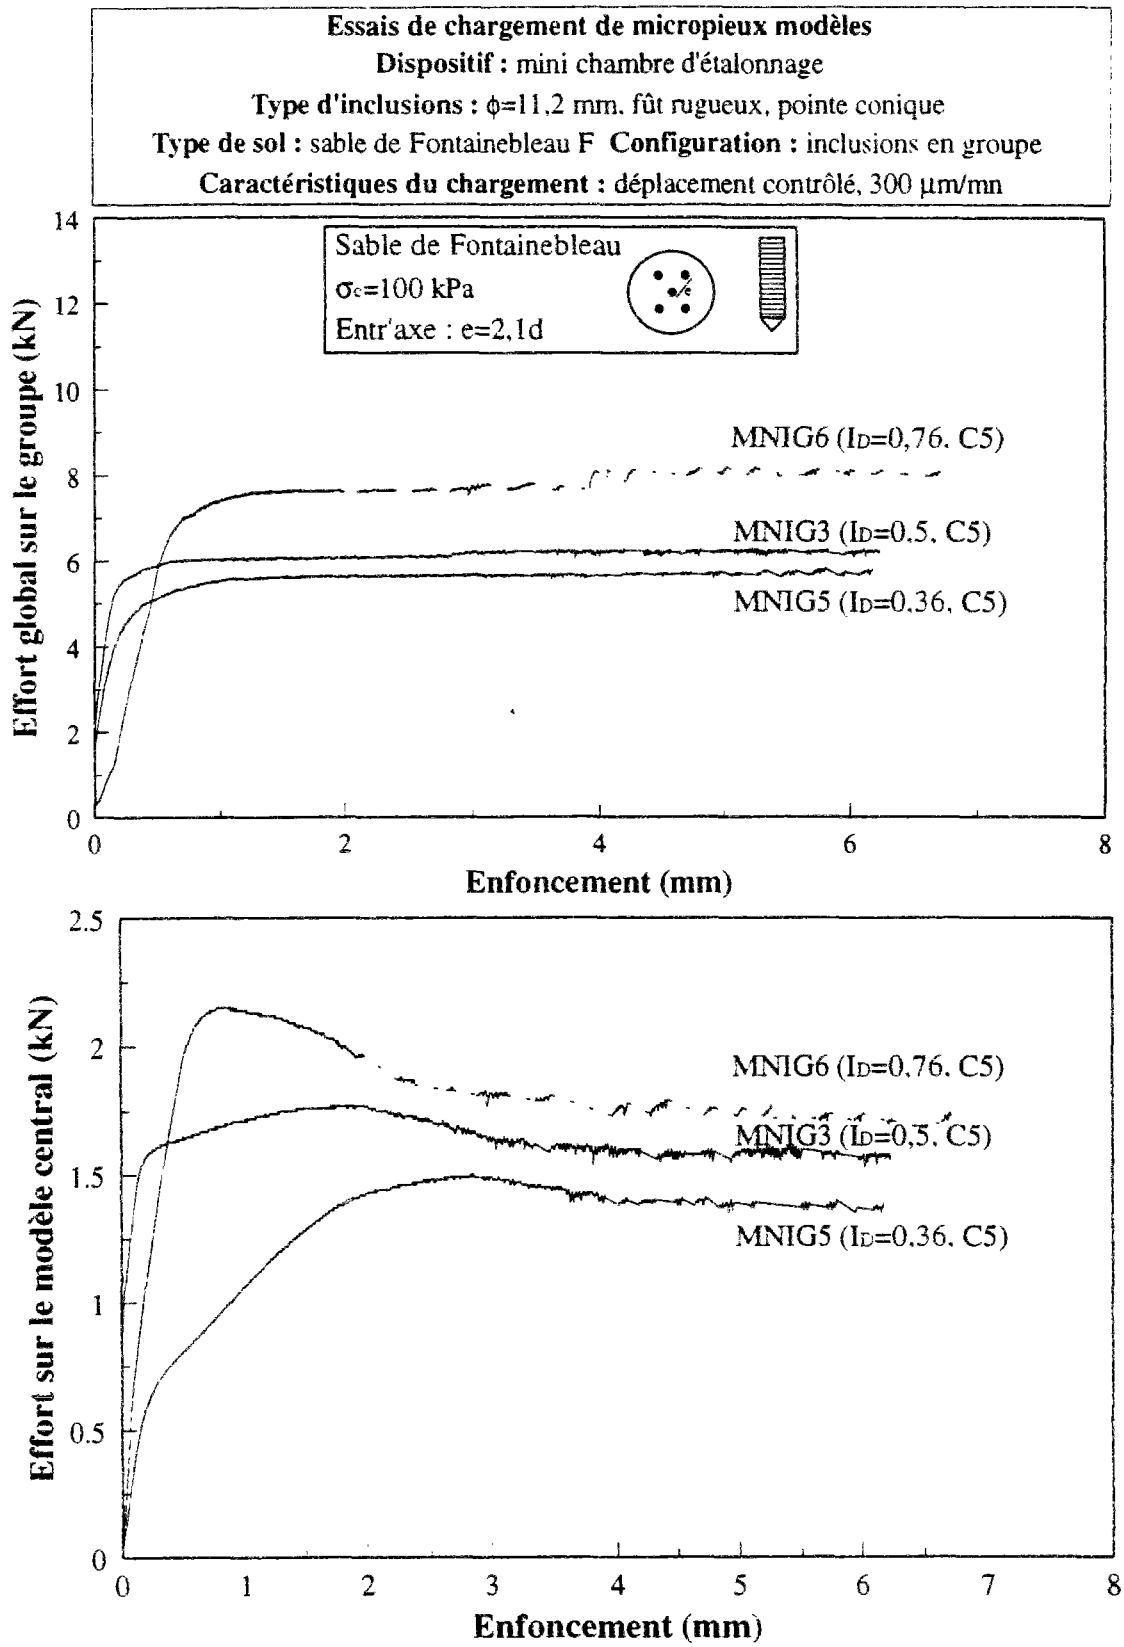 Essais de chargement de micropieux modèles
Dispositif : mini chambre d'étalonnage
Type d'inclusions : ϕ=11,2 mm. fût rugueux, pointe conique
Type de sol : sable de Fontainebleau F Configuration : inclusions en groupe
Caractéristiques du chargement : déplacement contrôlé, 300 µm/mn
14
12
10
8
6
4
2
0
Effort global sur le groupe (kN)
Sable de Fontainebleau
σc=100 kPa
Entr'axe : e=2,1d
e
MNIG6 (ID=0,76. C5)
MNIG3 (ID=0.5, C5)
MNIG5 (ID=0.36, C5)
0 2 4 6 8
Enfoncement (mm)
2.5
2
1.5
1
0.5
0
Effort sur le modèle central (kN)
MNIG6 (ID=0,76. C5)
MNIG3 (ID=0,5, C5)
MNIG5 (ID=0,36. C5)
0 1 2 3 4 5 6 7 8
Enfoncement (mm)